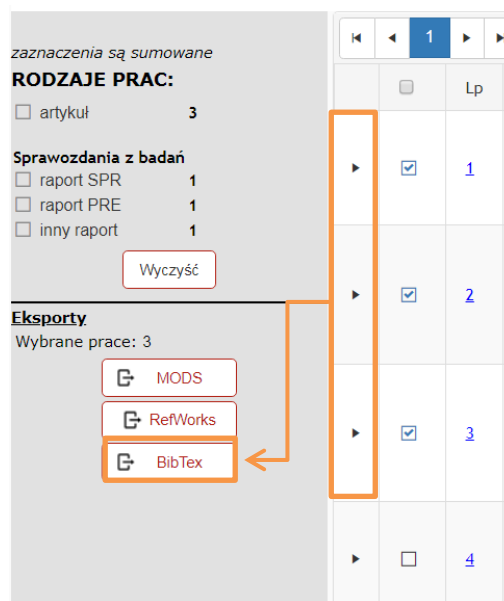 zaznaczenia są sumowane
RODZAJE PRAC:
artykuł 3
Sprawozdania z badań
raport SPR 1
raport PRE 1
inny raport 1
Wyczyść
Eksporty
Wybrane prace: 3
MODS
RefWorks
BibTex
1
Lp
1
2
3
4